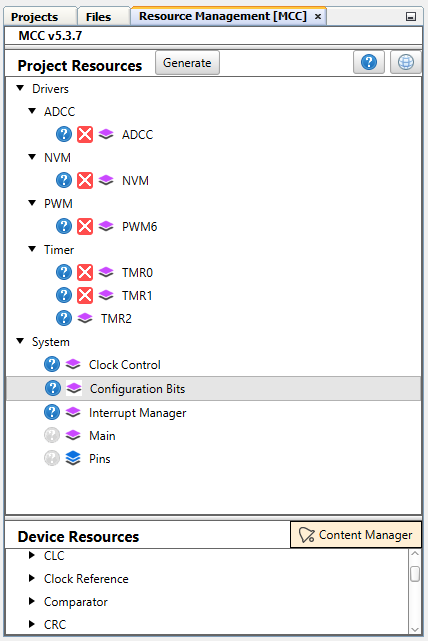 Projects Files Resource Management [MCC] ×
MCC v5.3.7
Project Resources Generate ?
Drivers
ADCC
? ADCC
NVM
? NVM
PWM
? PWM6
Timer
? TMR0
? TMR1
? TMR2
System
? Clock Control
? Configuration Bits
? Interrupt Manager
? Main
? Pins
Device Resources Content Manager
CLC
Clock Reference
Comparator
CRC